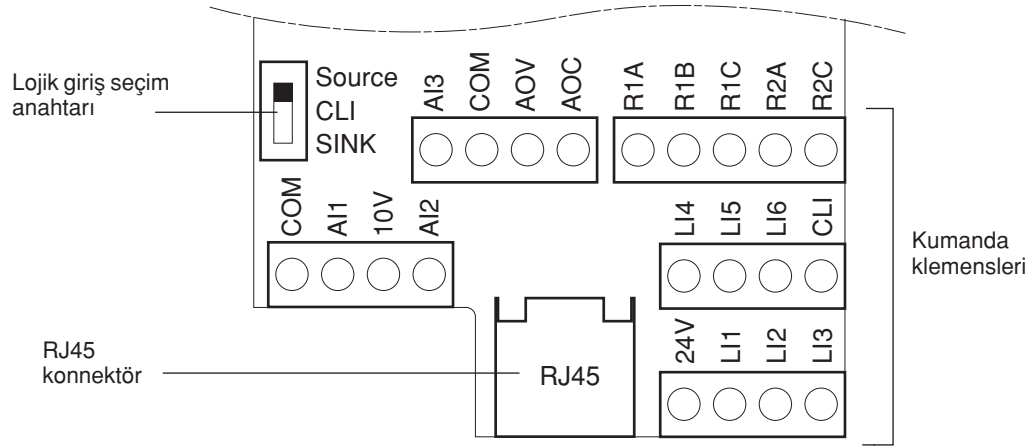 Lojik giriş seçim
anahtarı
Source
CLI
SINK
AI3
COM
AOV
AOC
R1A
R1B
R1C
R2A
R2C
COM
AI1
10V
AI2
LI4
LI5
LI6
CLI
Kumanda
klemensleri
24V
LI1
LI2
LI3
RJ45
konnektör
RJ45